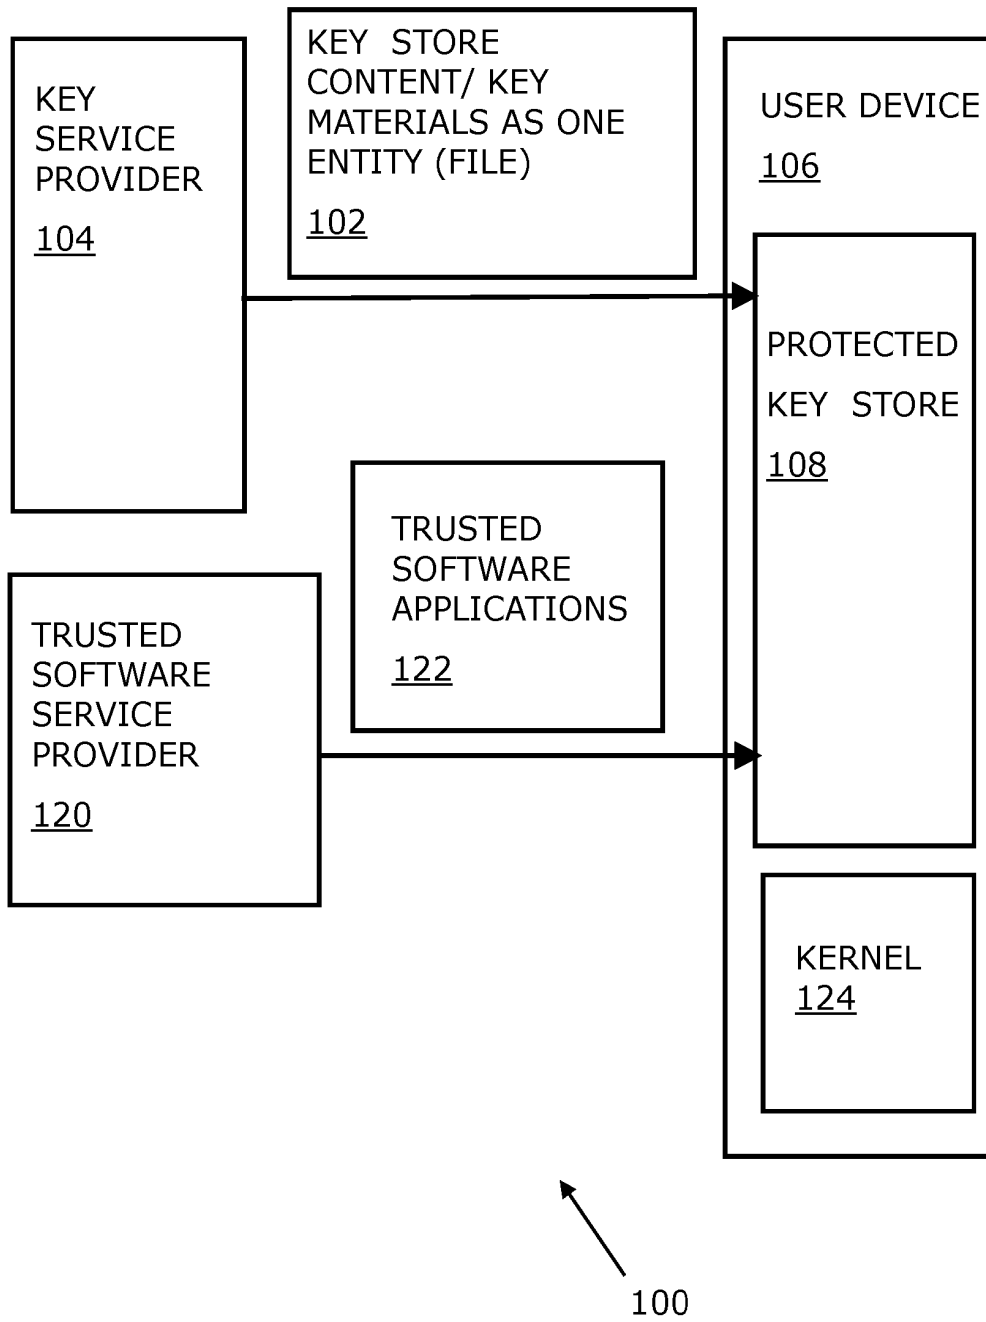 KEY
SERVICE
PROVIDER
104
KEY STORE
CONTENT/ KEY
MATERIALS AS ONE
ENTITY (FILE)
102
USER DEVICE
106
PROTECTED
KEY STORE
108
TRUSTED
SOFTWARE
APPLICATIONS
122
TRUSTED
SOFTWARE
SERVICE
PROVIDER
120
KERNEL
124
100